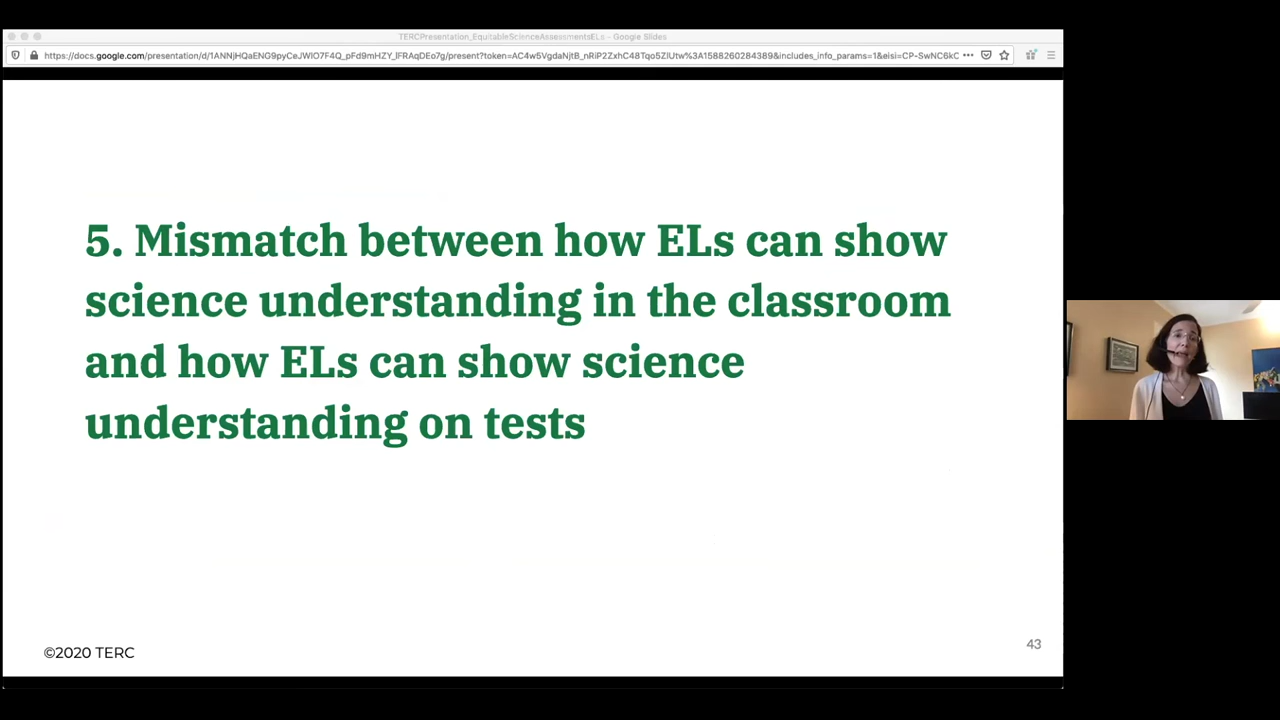 TERCPresentation_EquitableScienceAssessmentsELs - Google Slides
5. Mismatch between how ELs can show
science understanding in the classroom
and how ELs can show science
understanding on tests
©2020 TERC
43